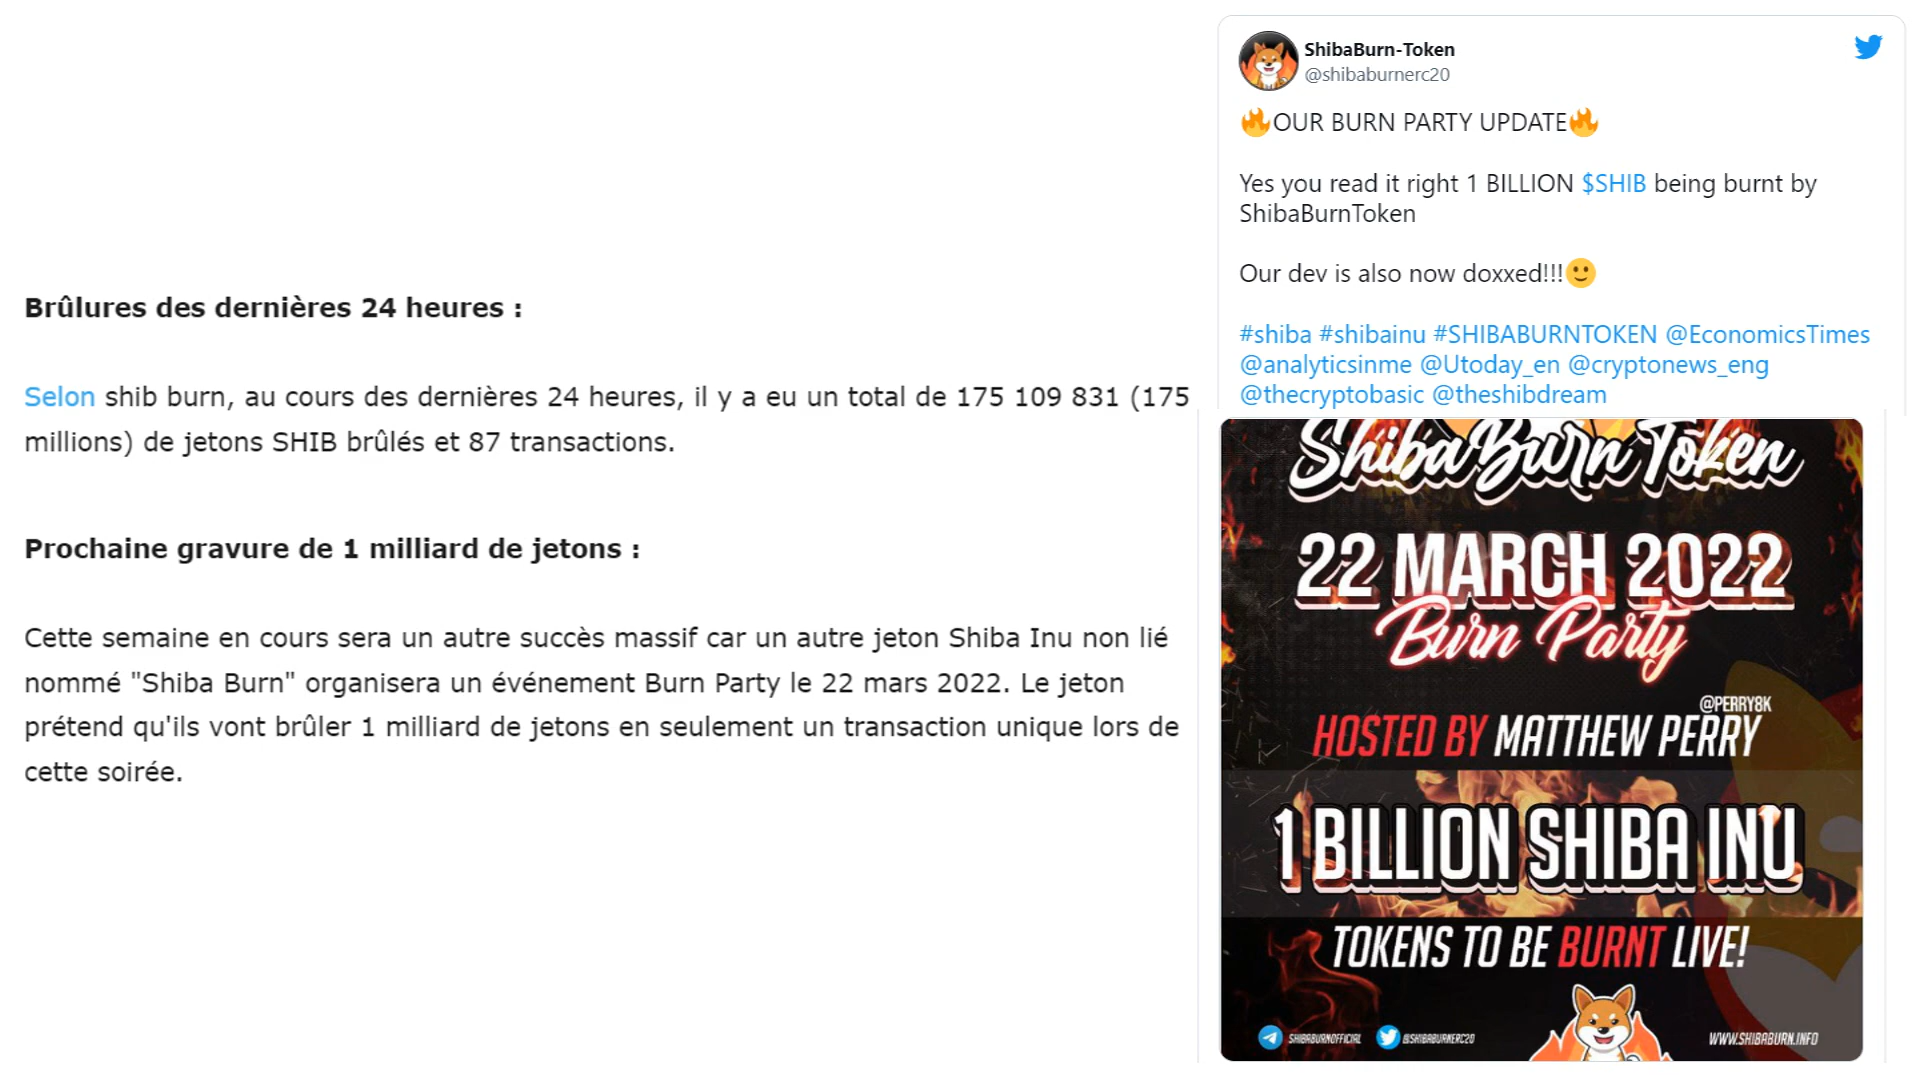 Brûlures des dernières 24 heures :
Selon shib burn, au cours des dernières 24 heures, il y a eu un total de 175 109 831 (175
millions) de jetons SHIB brûlés et 87 transactions.
Prochaine gravure de 1 milliard de jetons :
Cette semaine en cours sera un autre succès massif car un autre jeton Shiba Inu non lié
nommé "Shiba Burn" organisera un événement Burn Party le 22 mars 2022. Le jeton
prétend qu'ils vont brûler 1 milliard de jetons en seulement un transaction unique lors de
cette soirée.
ShibaBurn-Token
@shibaburnerc20
🔥OUR BURN PARTY UPDATE🔥
Yes you read it right 1 BILLION $SHIB being burnt by
ShibaBurnToken
Our dev is also now doxxed!!!🙂
#shiba #shibainu #SHIBABURNTOKEN @EconomicsTimes
@analyticsinme @Utoday_en @cryptonews_eng
@thecryptobasic @theshibdream
ShibaBurn Token
22 MARCH 2022
Burn Party
@PERRY8K
HOSTED BY MATTHEW PERRY
1 BILLION SHIBA INU
TOKENS TO BE BURNT LIVE!
SHIBABURNOFFICIAL @SHIBABURNERC20 WWW.SHIBABURN.INFO